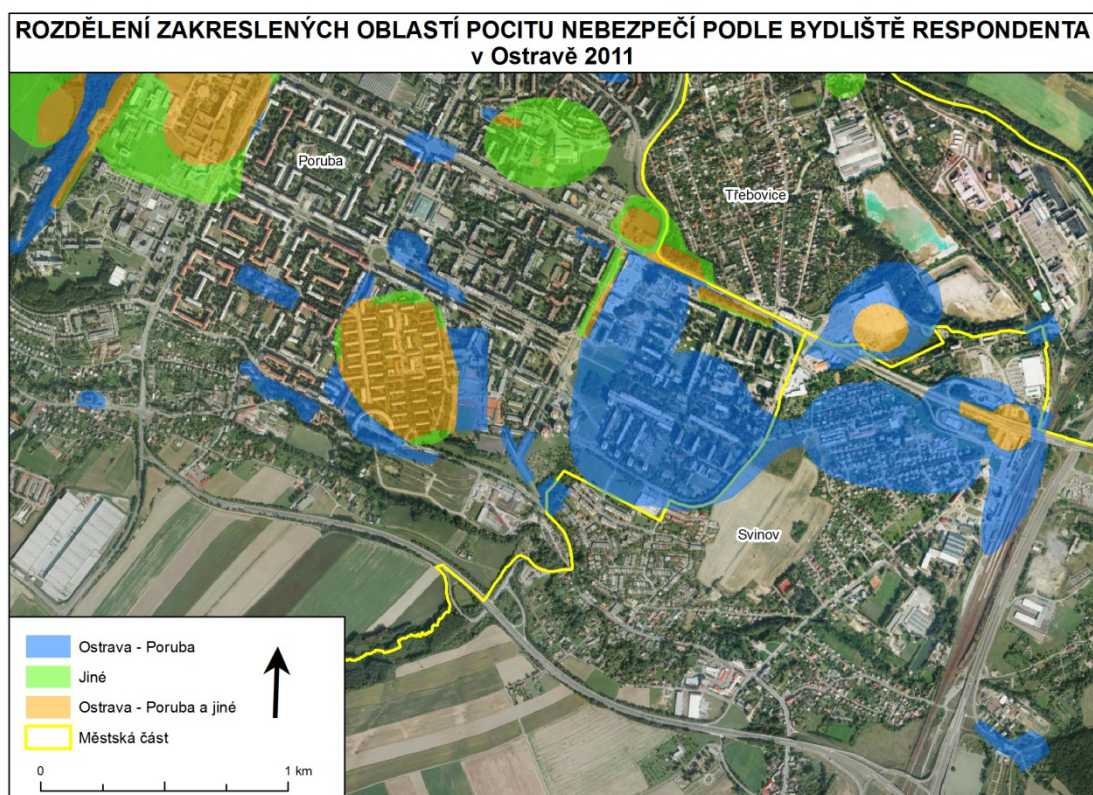 ROZDĚLENÍ ZAKRESLENÝCH OBLASTÍ POCITU NEBEZPEČÍ PODLE BYDLIŠTĚ RESPONDENTA
v Ostravě 2011
Poruba
Třebovice
Svinov
Ostrava - Poruba
Jiné
Ostrava - Poruba a jiné
Městská část
0 1 km